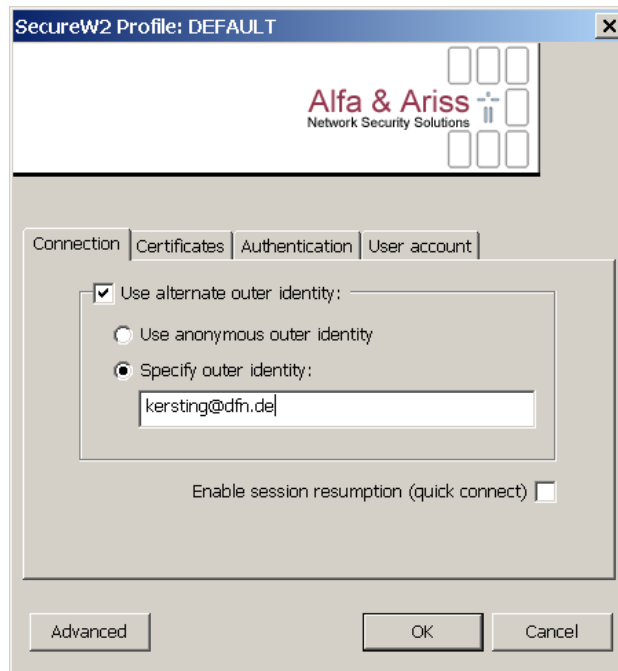 SecureW2 Profile: DEFAULT
Alfa & Ariss
Network Security Solutions
Connection Certificates Authentication User account
Use alternate outer identity:
Use anonymous outer identity
Specify outer identity:
kersting@dfn.de
Enable session resumption (quick connect)
Advanced OK Cancel